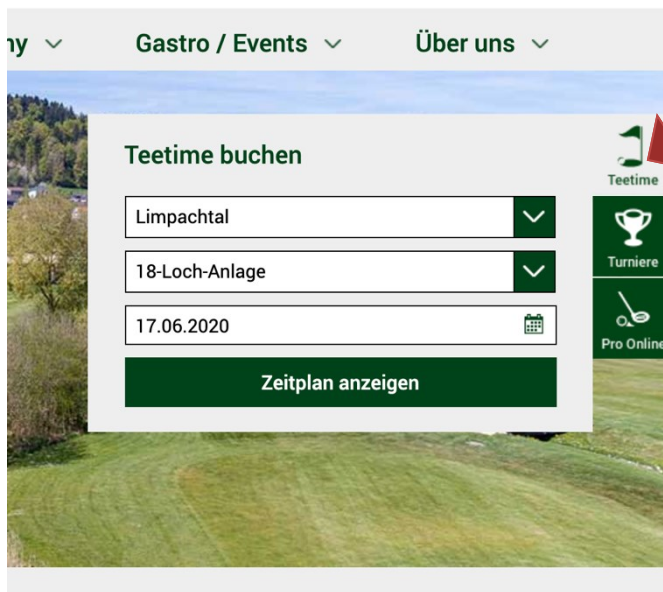 ny
Gastro / Events
Über uns
Teetime buchen
Limpachtal
18-Loch-Anlage
17.06.2020
Zeitplan anzeigen
Teetime
Turniere
Pro Online